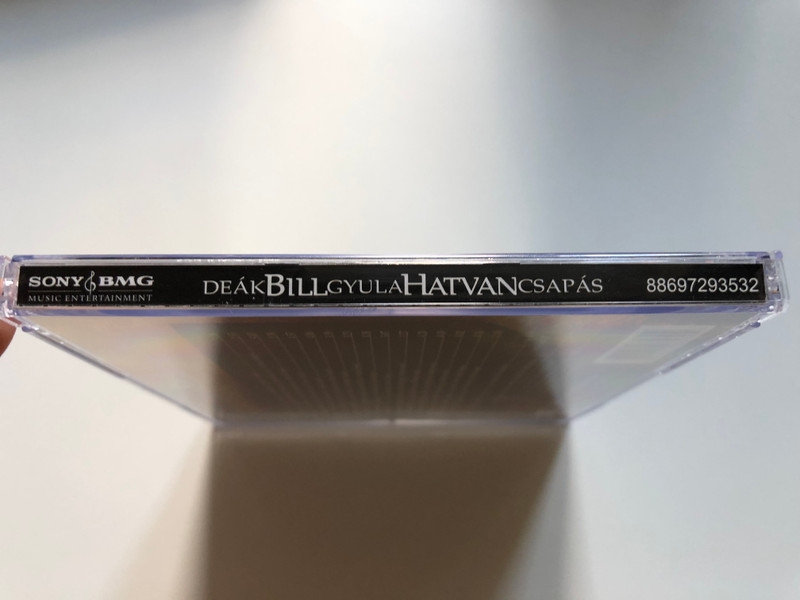 SONY BMG
MUSIC ENTERTAINMENT
DEÁKBILLGYULAHATVANCSAPÁS
88697293532